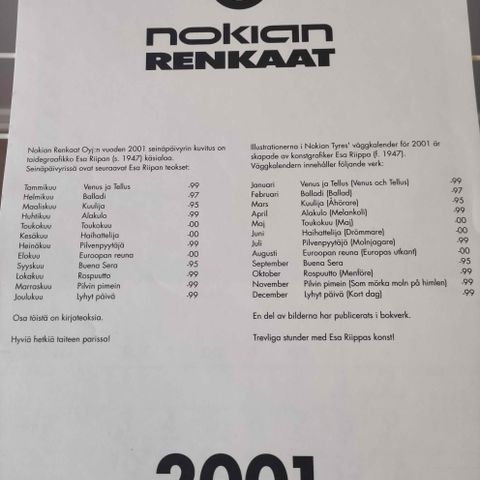 nokian
RENKAAT
Nokian Renkaat Oyj:n vuoden 2001 seinäpäivyrin kuvitus on
taidegraafikko Esa Riipan (s. 1947) käsialaa.
Seinäpäivyrissä ovat seuraavat Esa Riipan teokset:
Tammikuu Venus ja Tellus -99
Helmikuu Balladi -97
Maaliskuu Kuulija -95
Huhtikuu Alakulo -99
Toukokuu Toukokuu -00
Kesäkuu Haihattelija -00
Heinäkuu Pilvenpyytäjä -99
Elokuu Euroopan reuna -00
Syyskuu Buena Sera -95
Lokakuu Rospuutto -99
Marraskuu Pilvin pimein -99
Joulukuu Lyhyt päivä -99
Osa töistä on kirjateoksia.
Hyviä hetkiä taiteen parissa!
Illustrationerna i Nokian Tyres' väggkalender för 2001 är
skapade av konstgrafiker Esa Riippa (f. 1947).
Väggkalendern innehåller följande verk:
Januari Venus ja Tellus (Venus och Tellus) -99
Februari Balladi (Ballad) -97
Mars Kuulija (Åhörare) -95
April Alakulo (Melankoli) -99
Maj Toukokuu (Maj) -00
Juni Haihattelija (Drömmare) -00
Juli Pilvenpyytäjä (Molnjagare) -99
Augusti Euroopan reuna (Europas utkant) -00
September Buena Sera -95
Oktober Rospuutto (Menföre) -99
November Pilvin pimein (Som mörka moln på himlen) -99
December Lyhyt päivä (Kort dag) -99
En del av bilderna har publicerats i bokverk.
Trevliga stunder med Esa Riippas konst!
2001